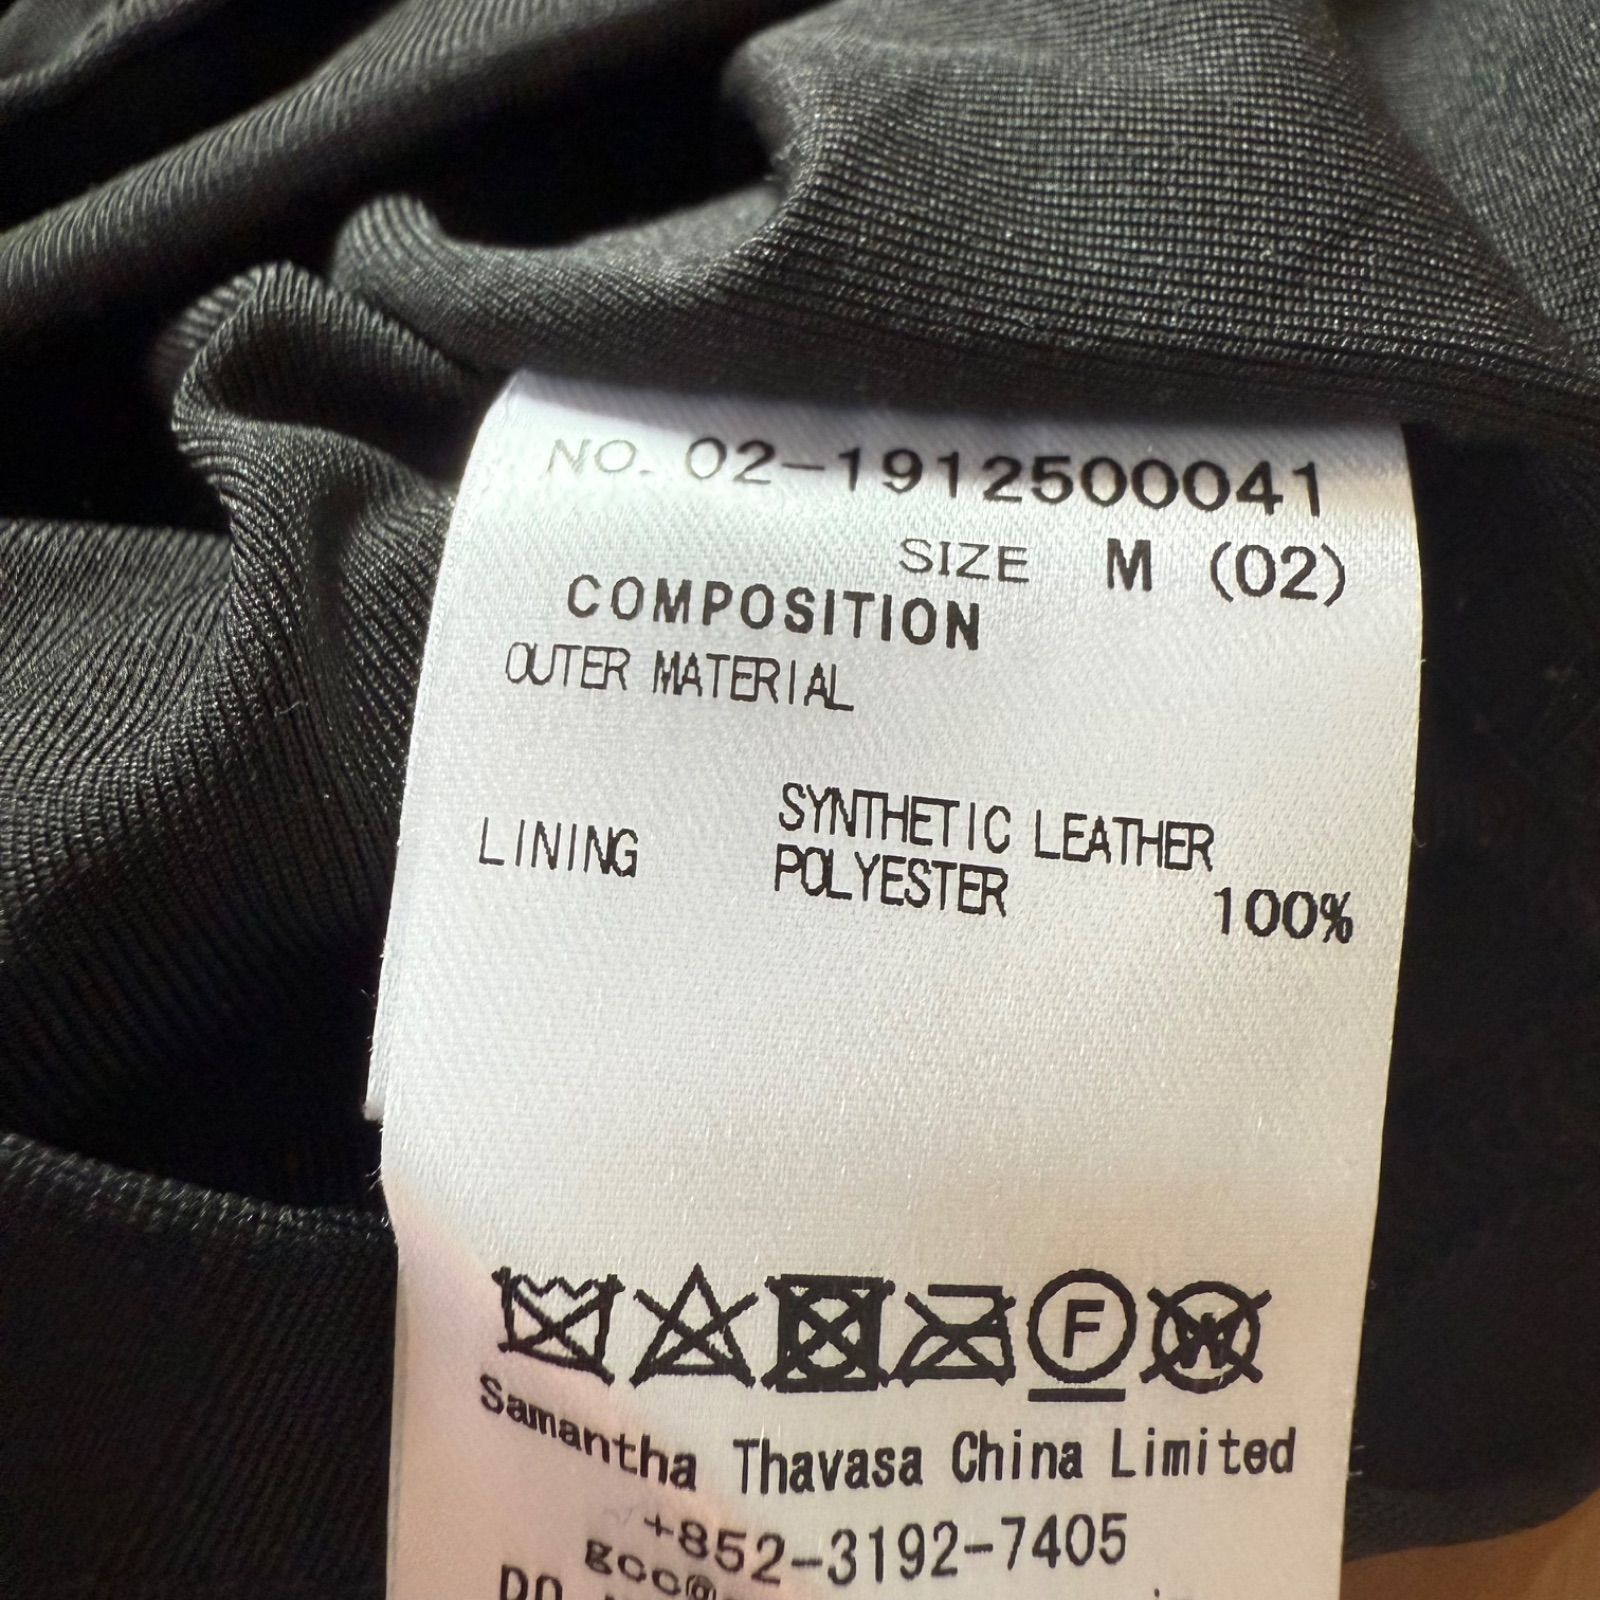 NO. 02-1912500041
SIZE M (02)
COMPOSITION
OUTER MATERIAL
SYNTHETIC LEATHER
LINING POLYESTER 100%
F W
Samantha Thavasa China Limited
+852-3192-7405